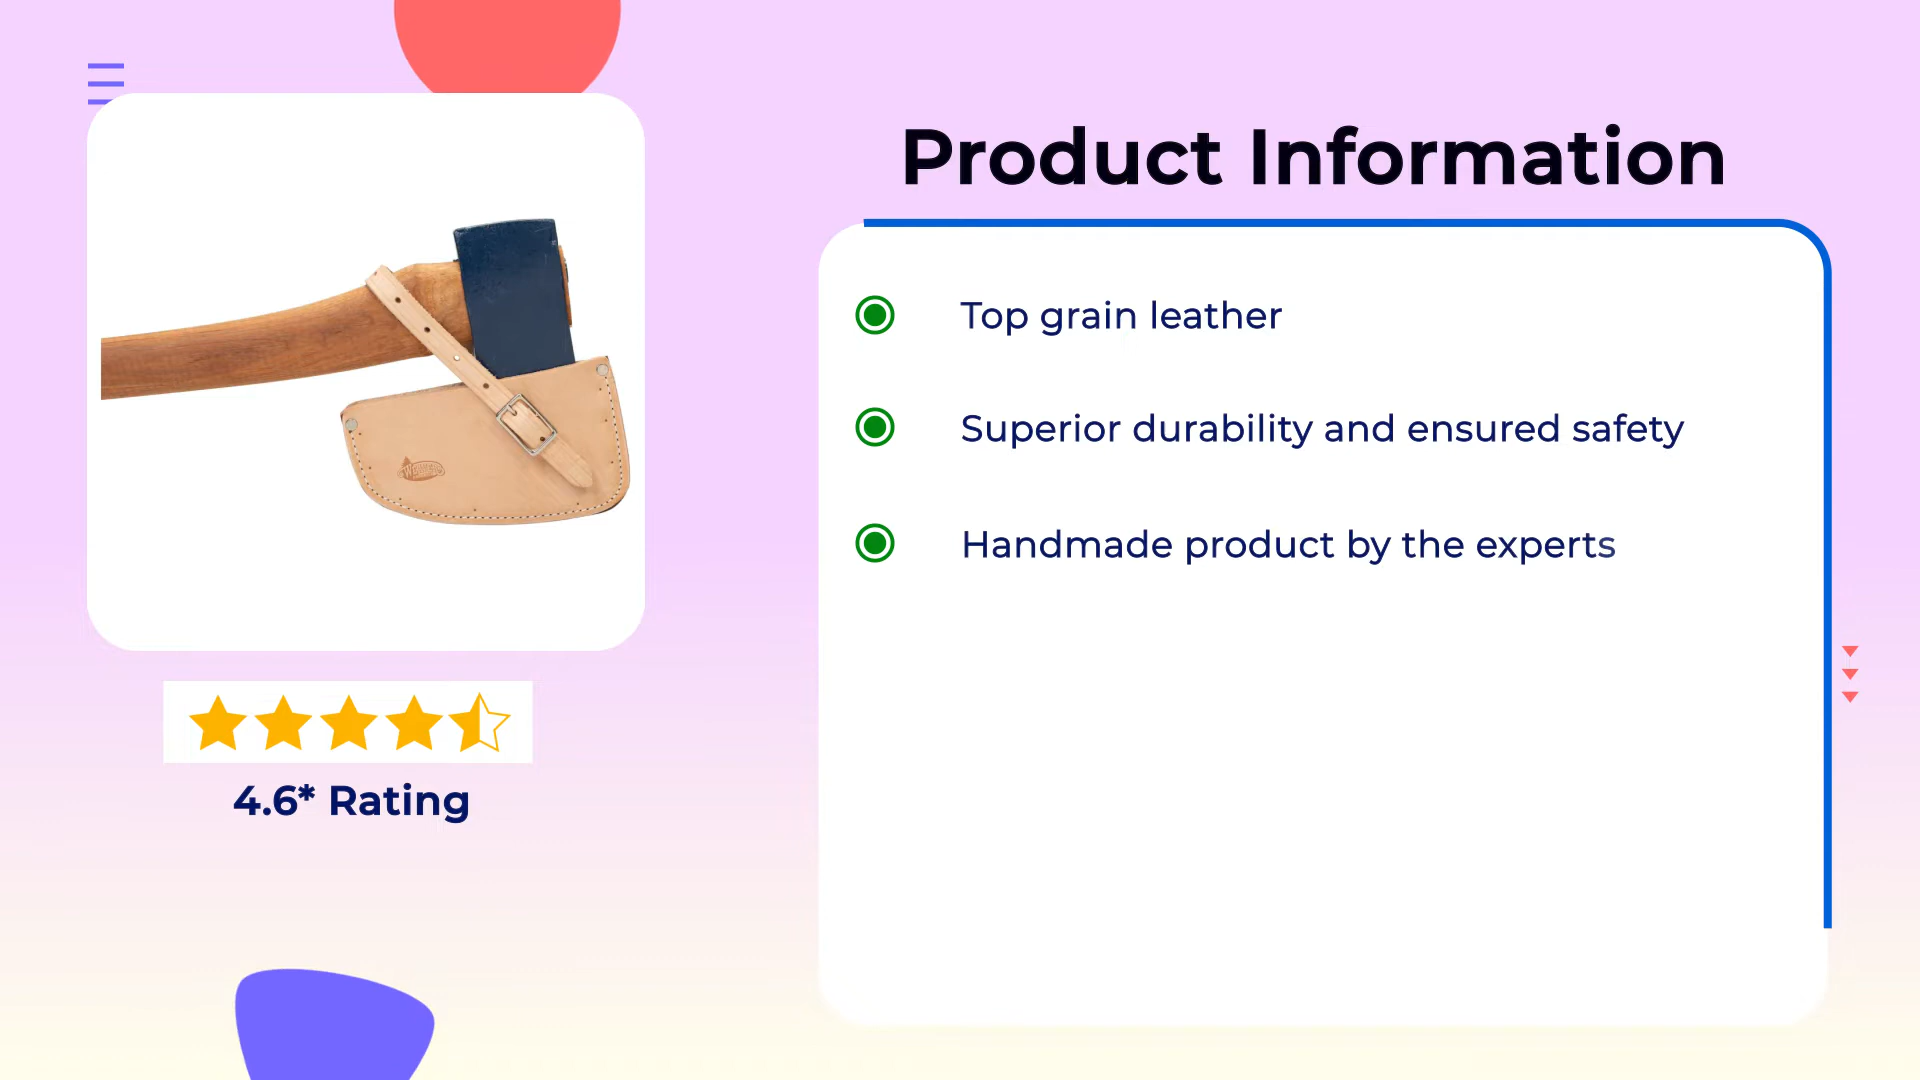 Product Information
Top grain leather
Superior durability and ensured safety
Handmade product by the experts
4.6* Rating